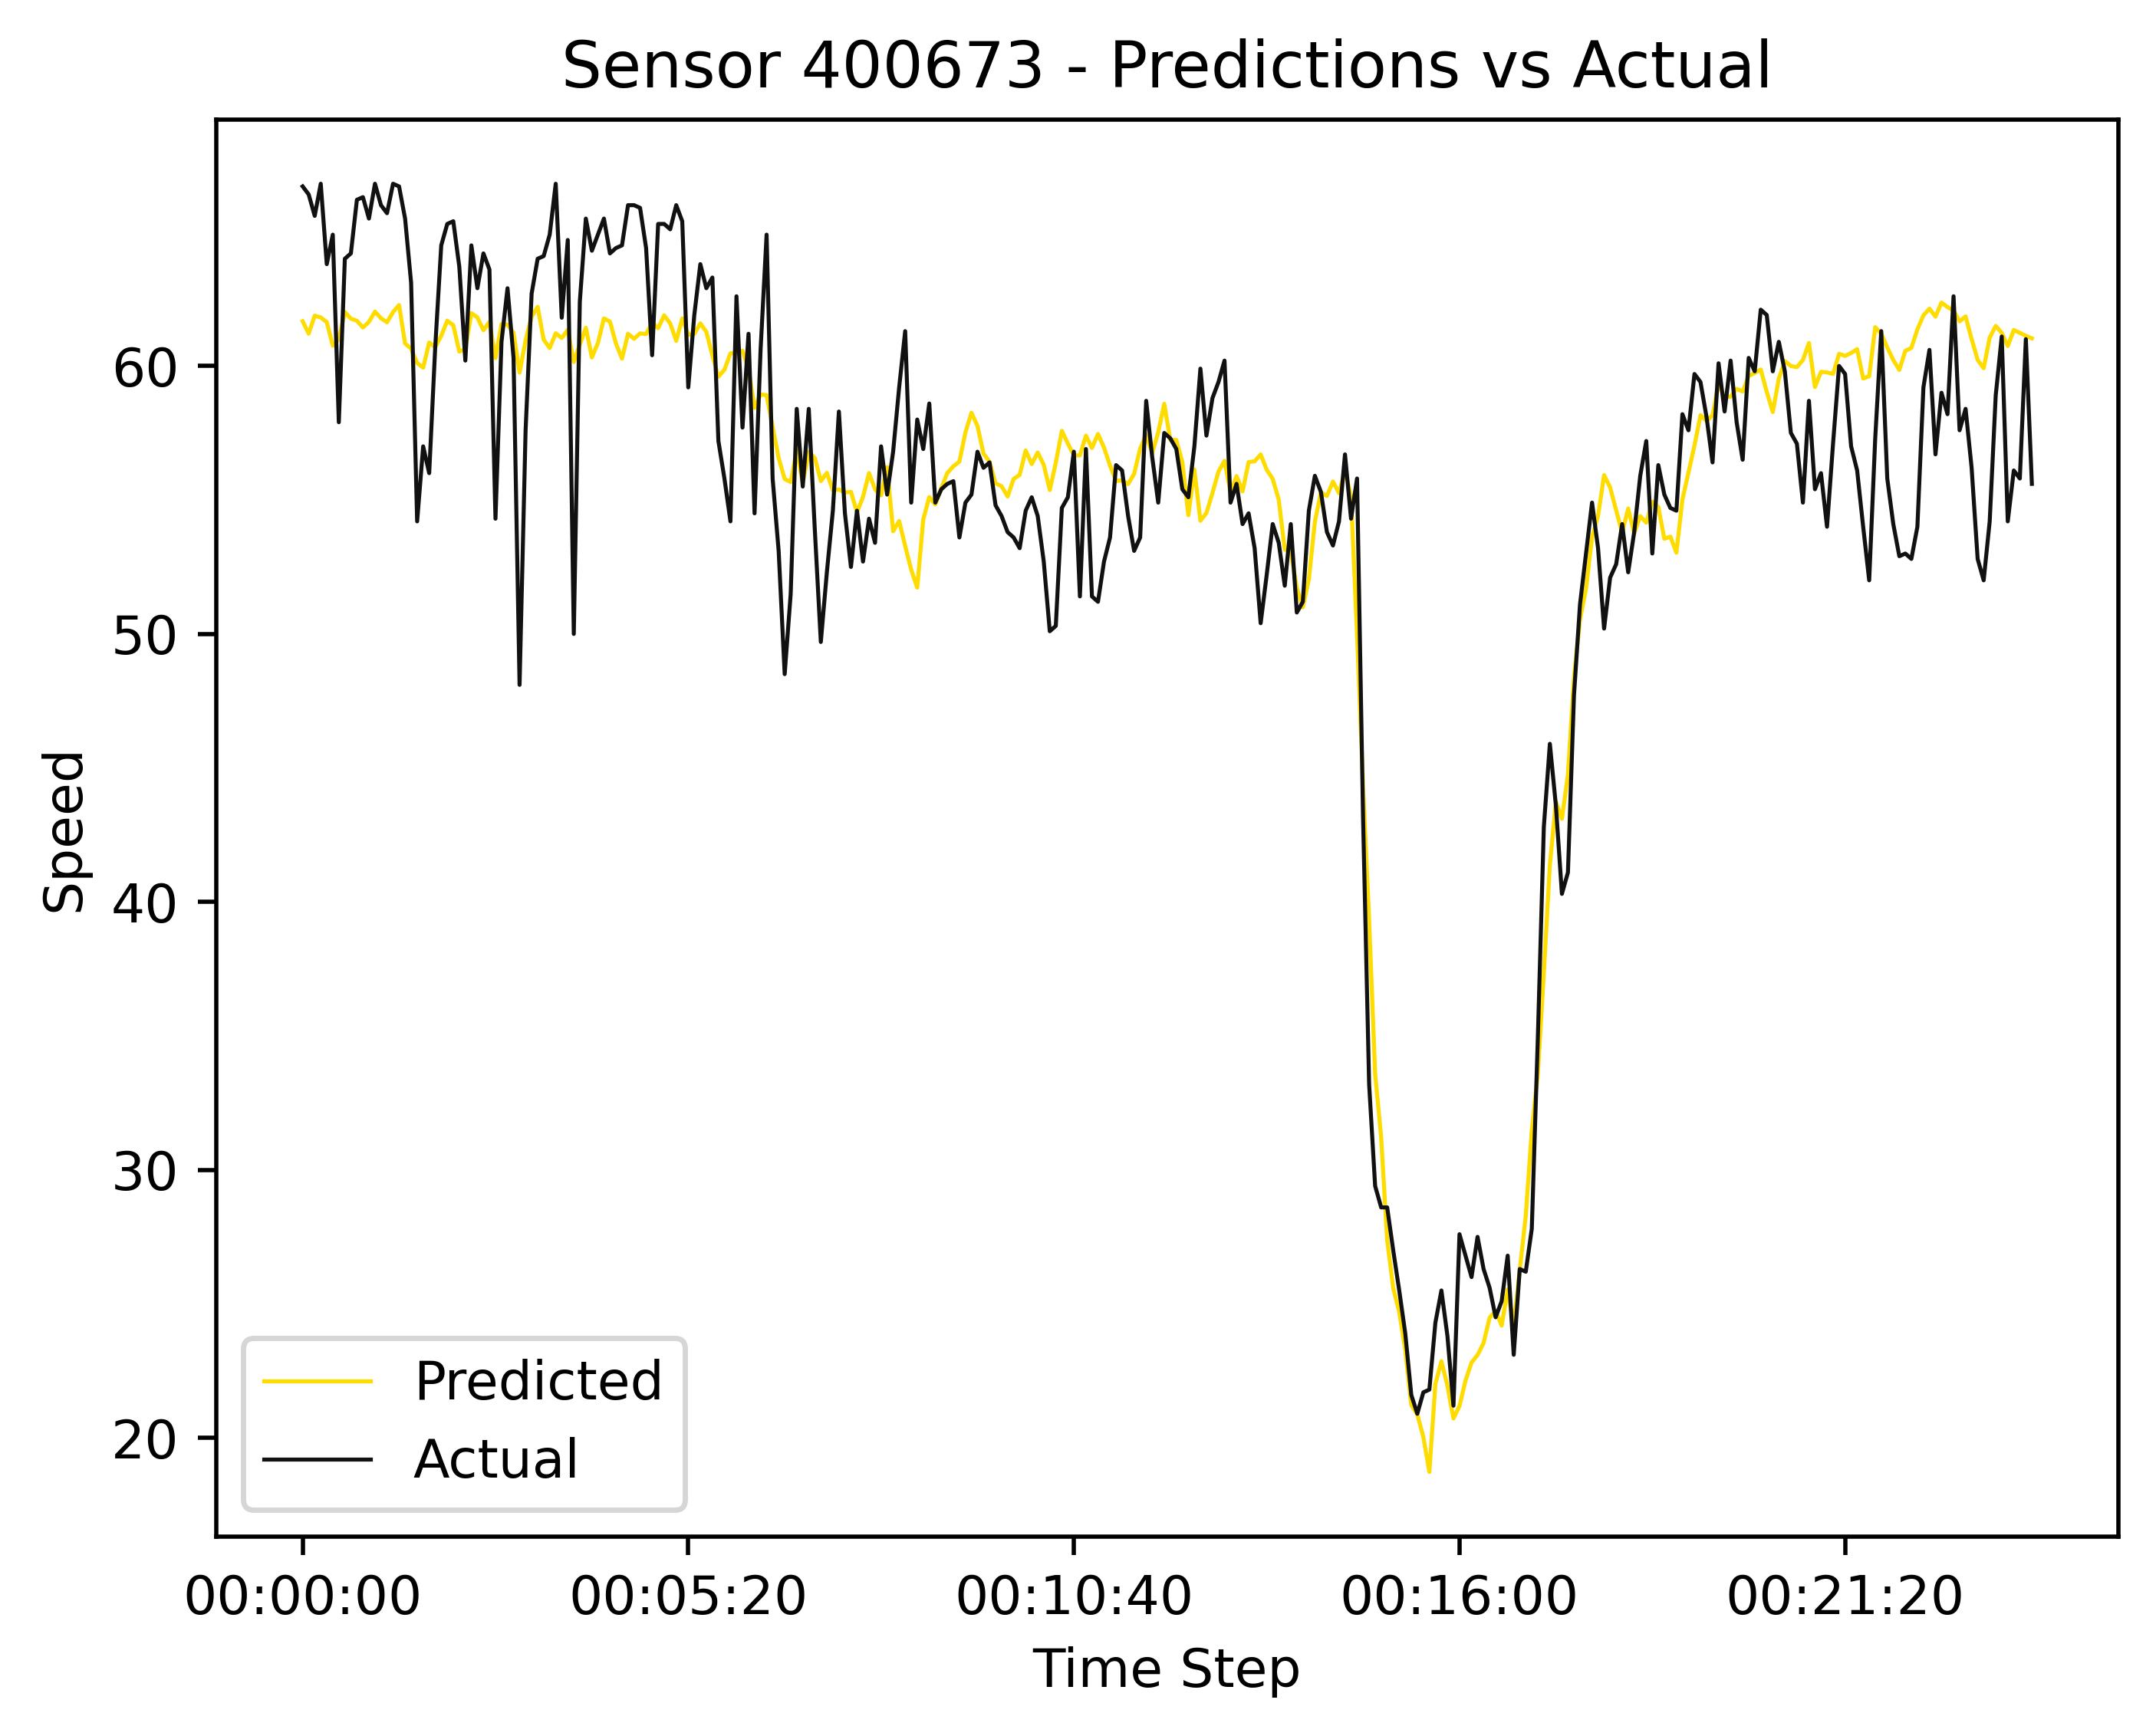 Sensor 400673 - Predictions vs Actual
60
50
40
30
20
Speed
Predicted
Actual
00:00:00
00:05:20
00:10:40
00:16:00
00:21:20
Time Step